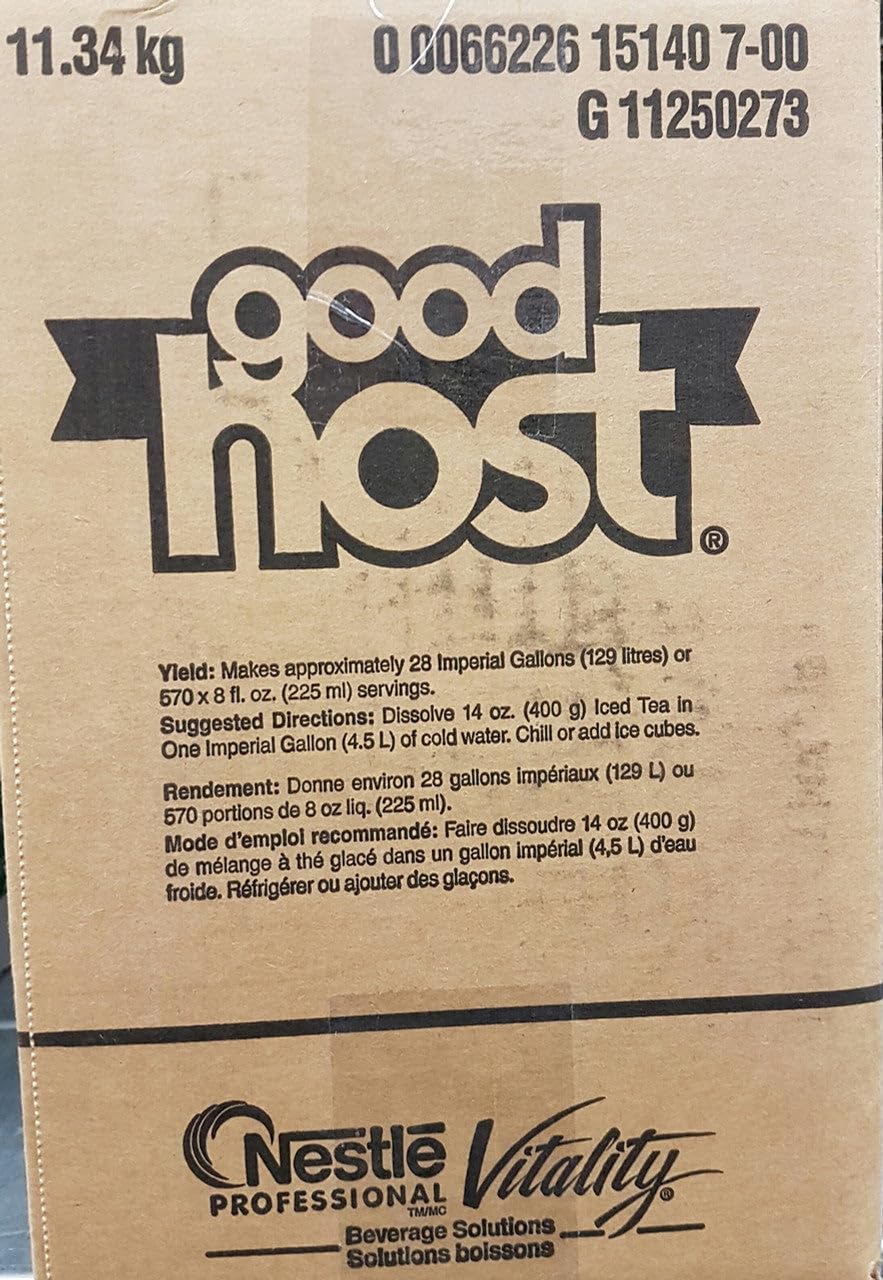 11.34 kg
0 0066226 15140 7-00
G 11250273
good
host
®
Yield: Makes approximately 28 Imperial Gallons (129 litres) or
570 x 8 fl. oz. (225 ml) servings.
Suggested Directions: Dissolve 14 oz. (400 g) Iced Tea in
One Imperial Gallon (4.5 L) of cold water. Chill or add ice cubes.
Rendement: Donne environ 28 gallons impériaux (129 L) ou
570 portions de 8 oz liq. (225 ml).
Mode d'emploi recommandé: Faire dissoudre 14 oz (400 g)
de mélange à thé glacé dans un gallon impérial (4,5 L) d'eau
froide. Réfrigérer ou ajouter des glaçons.
Nestlé Vitality®
PROFESSIONAL
TM/MC
Beverage Solutions
Solutions boissons